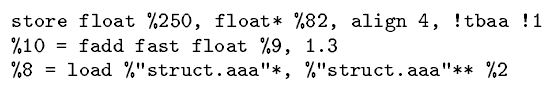 store float %250, float* %82, align 4, !tbaa !1
%10 = fadd fast float %9, 1.3
%8 = load %"struct.aaa"*, %"struct.aaa"** %2